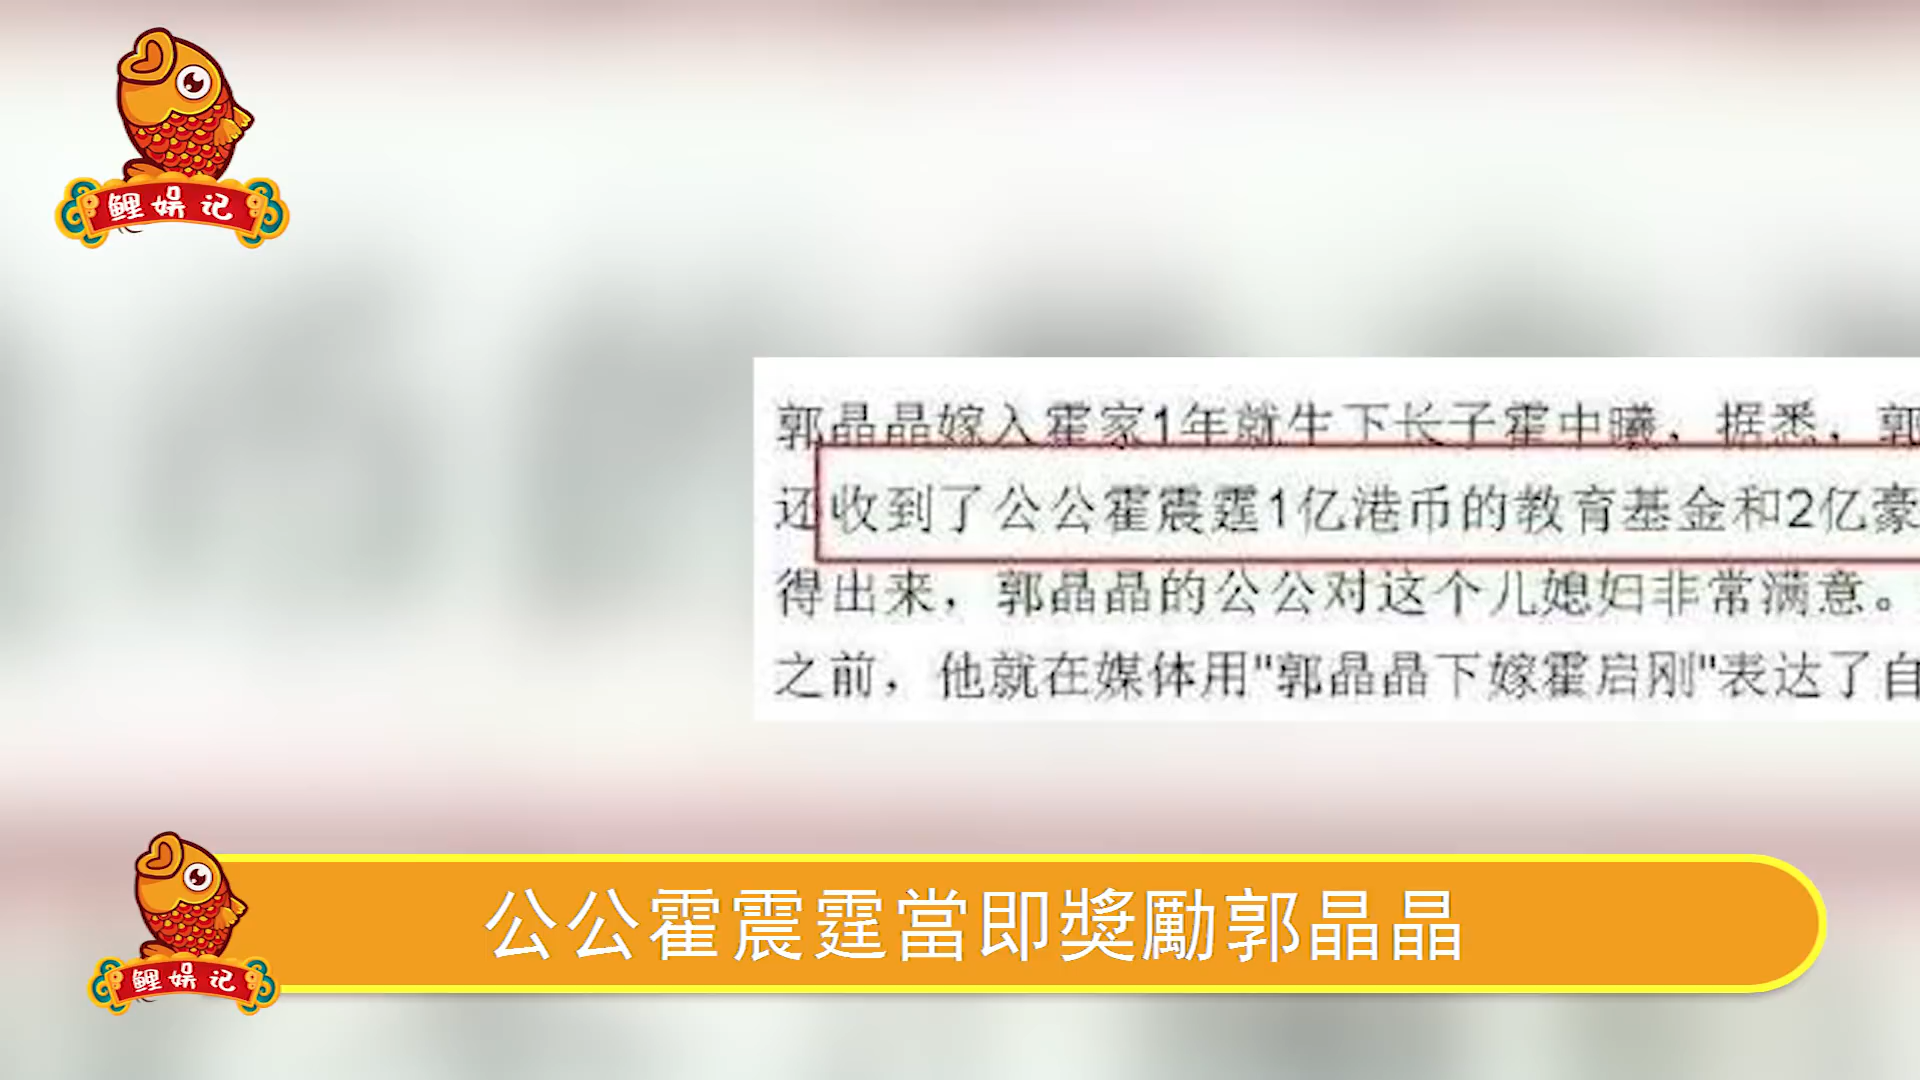 鲤娱记
郭晶晶嫁入霍家1年就生下长子霍中曦，据悉，郭
还收到了公公霍震霆1亿港币的教育基金和2亿豪
得出来，郭晶晶的公公对这个儿媳妇非常满意。
之前，他就在媒体用"郭晶晶下嫁霍启刚"表达了自
公公霍震霆當即獎勵郭晶晶
鲤娱记